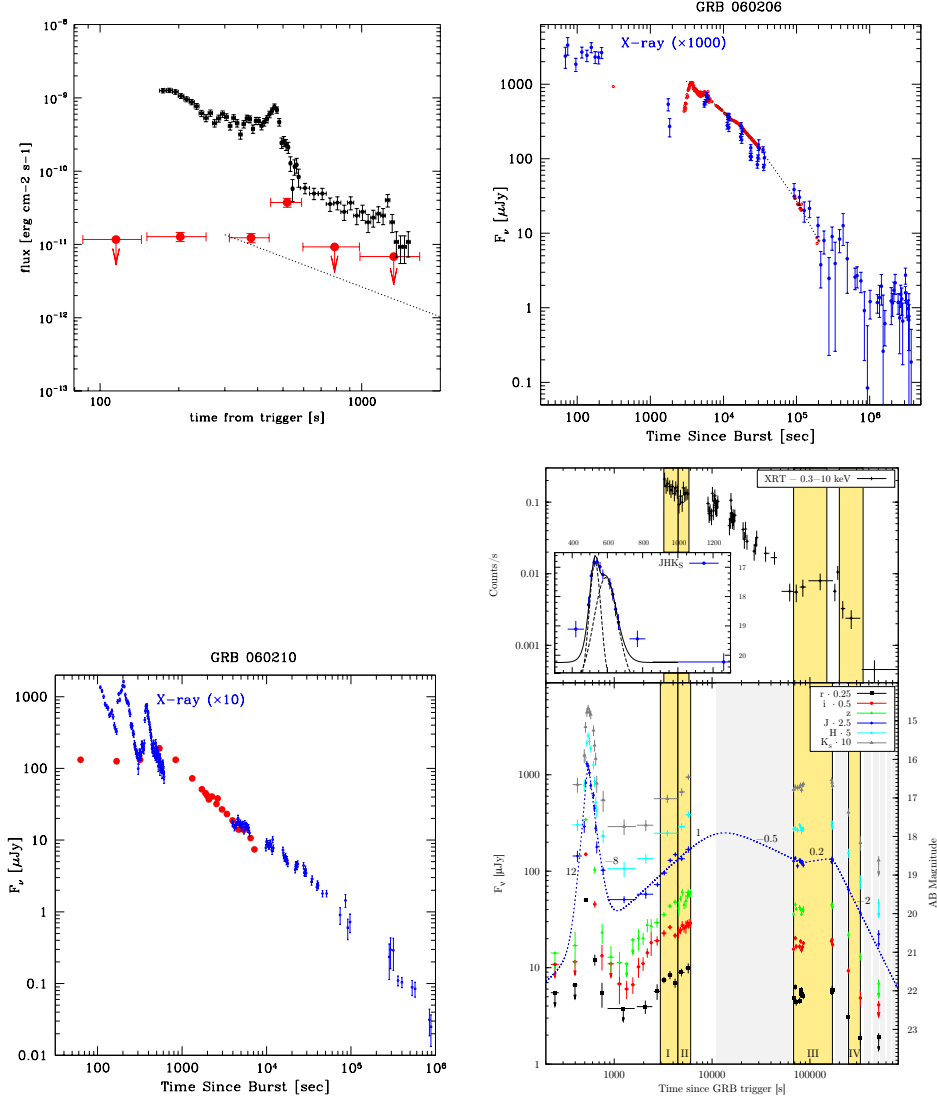 10⁻⁸
10⁻⁹
10⁻¹⁰
10⁻¹¹
10⁻¹²
10⁻¹³
flux [erg cm-2 s-1]
100
1000
time from trigger [s]
GRB 060206
X-ray (×1000)
1000
100
10
1
0.1
Fν [μJy]
100
1000
10⁴
10⁵
10⁶
Time Since Burst [sec]
GRB 060210
X-ray (×10)
1000
100
10
1
0.1
0.01
Fν [μJy]
100
1000
10⁴
10⁵
10⁶
Time Since Burst [sec]
XRT − 0.3−10 keV
0.1
0.01
0.001
Counts/s
400
600
800
1000
1200
JHKS
17
18
19
20
r · 0.25
i · 0.5
z
J · 2.5
H · 5
Ks · 10
1000
100
10
1
Fν [μJy]
15
16
17
18
19
20
21
22
23
AB Magnitude
12
−8
1
−0.5
0.2
2
I
II
III
IV
1000
10000
100000
Time since GRB trigger [s]